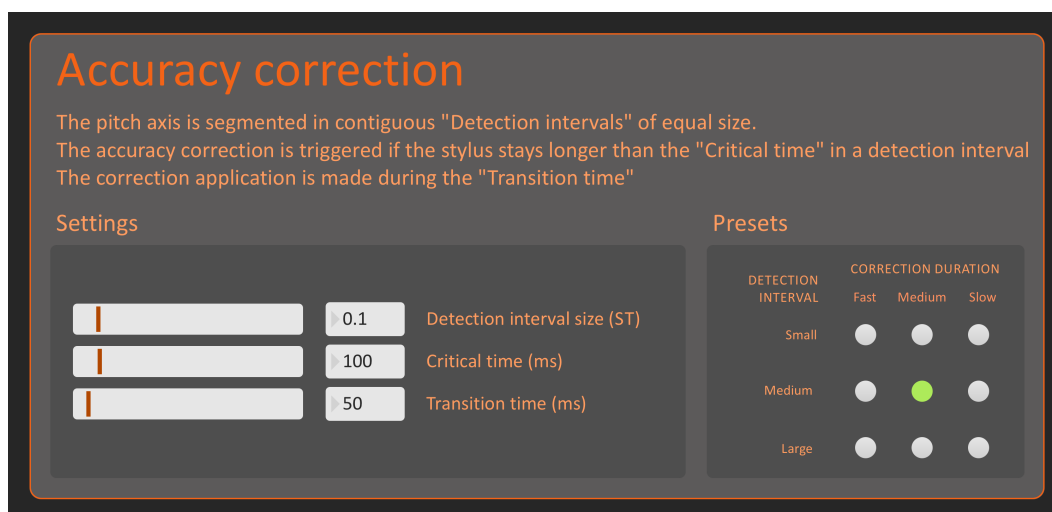 Accuracy correction
The pitch axis is segmented in contiguous "Detection intervals" of equal size.
The accuracy correction is triggered if the stylus stays longer than the "Critical time" in a detection interval
The correction application is made during the "Transition time"
Settings
0.1 Detection interval size (ST)
100 Critical time (ms)
50 Transition time (ms)
Presets
DETECTION
INTERVAL
CORRECTION DURATION
Fast Medium Slow
Small
Medium
Large